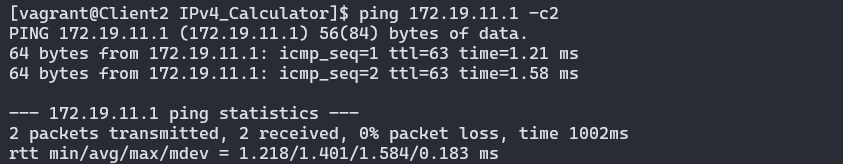 [vagrant@Client2 IPv4_Calculator]$ ping 172.19.11.1 -c2
PING 172.19.11.1 (172.19.11.1) 56(84) bytes of data.
64 bytes from 172.19.11.1: icmp_seq=1 ttl=63 time=1.21 ms
64 bytes from 172.19.11.1: icmp_seq=2 ttl=63 time=1.58 ms

--- 172.19.11.1 ping statistics ---
2 packets transmitted, 2 received, 0% packet loss, time 1002ms
rtt min/avg/max/mdev = 1.218/1.401/1.584/0.183 ms